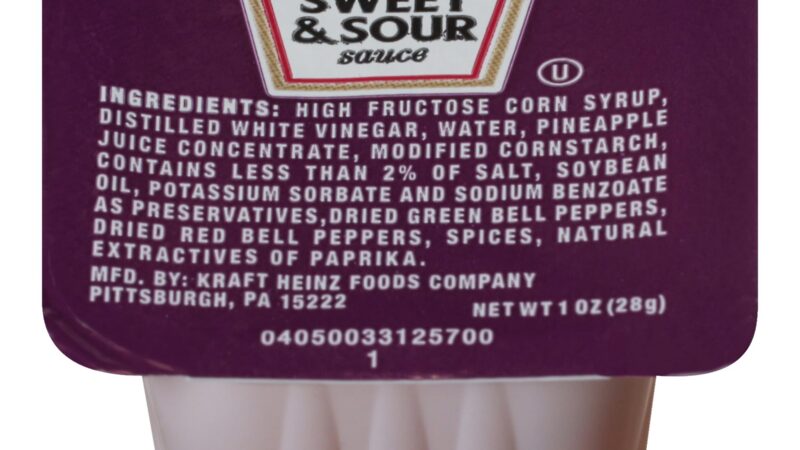 SWEET
& SOUR
sauce
U
INGREDIENTS: HIGH FRUCTOSE CORN SYRUP,
DISTILLED WHITE VINEGAR, WATER, PINEAPPLE
JUICE CONCENTRATE, MODIFIED CORNSTARCH,
CONTAINS LESS THAN 2% OF SALT, SOYBEAN
OIL, POTASSIUM SORBATE AND SODIUM BENZOATE
AS PRESERVATIVES,DRIED GREEN BELL PEPPERS,
DRIED RED BELL PEPPERS, SPICES, NATURAL
EXTRACTIVES OF PAPRIKA.
MFD. BY: KRAFT HEINZ FOODS COMPANY
PITTSBURGH, PA 15222
NET WT 1 OZ (28g)
04050033125700
1